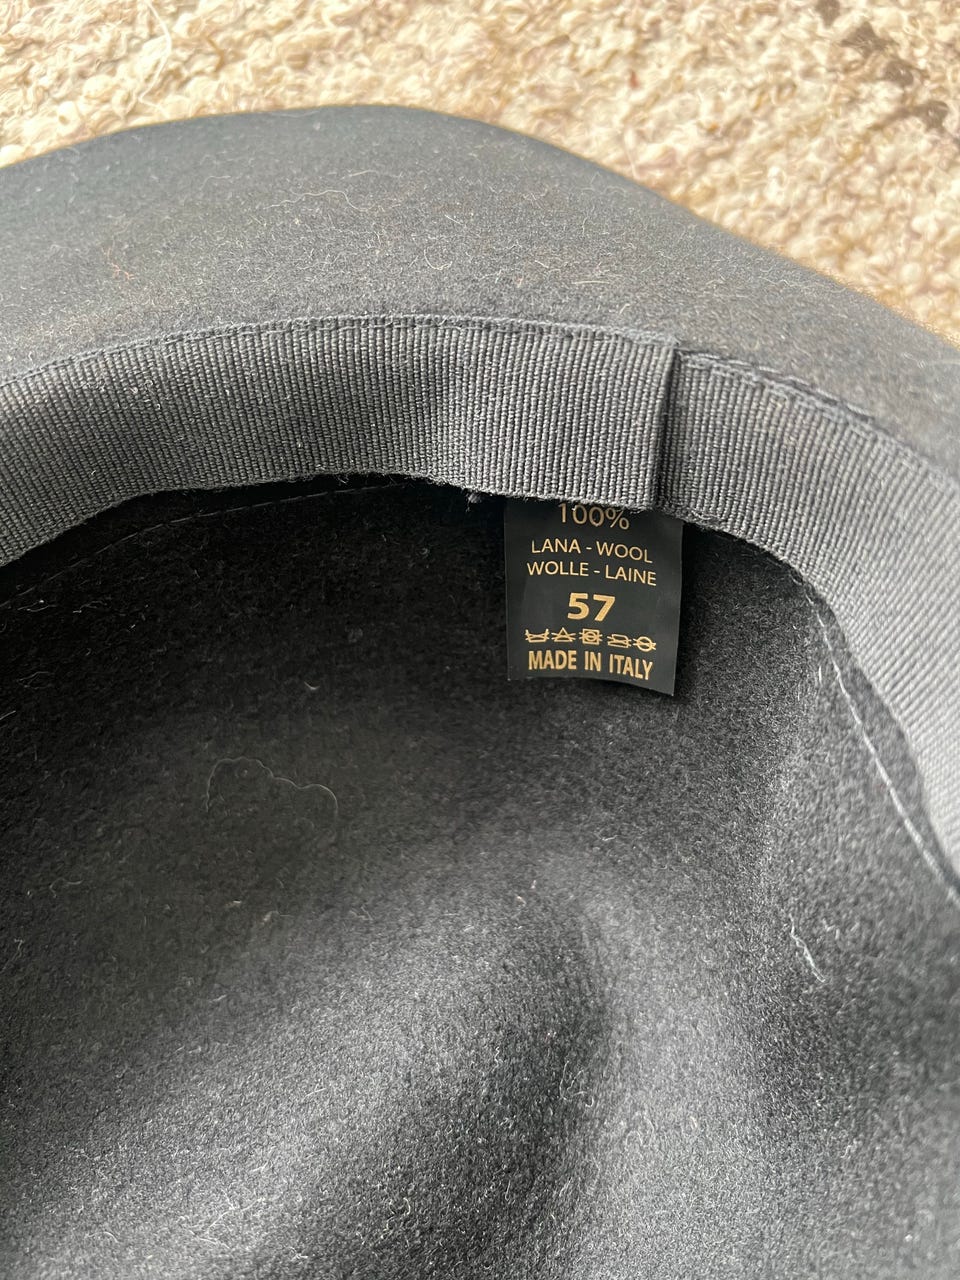 100%
LANA - WOOL
WOLLE - LAINE
57
MADE IN ITALY